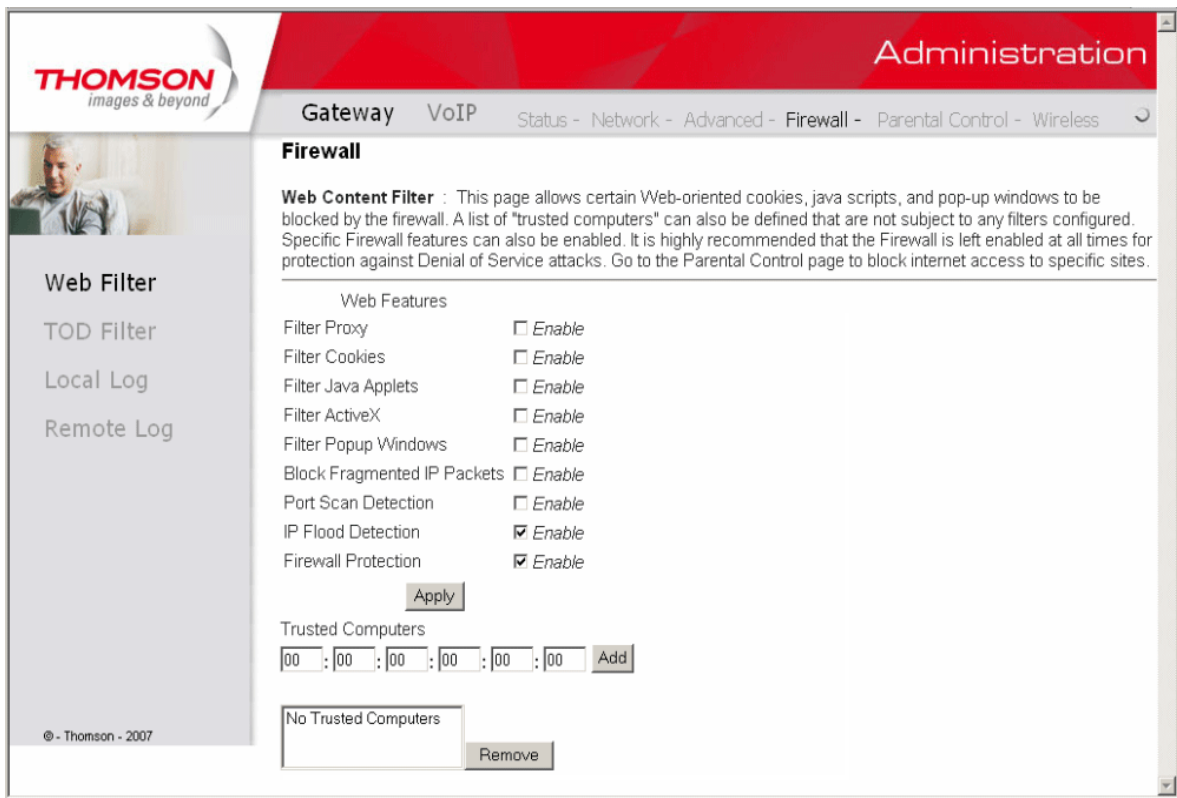 THOMSON
images & beyond
Administration
Gateway VoIP Status - Network - Advanced - Firewall - Parental Control - Wireless
Firewall
Web Content Filter : This page allows certain Web-oriented cookies, java scripts, and pop-up windows to be
blocked by the firewall. A list of "trusted computers" can also be defined that are not subject to any filters configured.
Specific Firewall features can also be enabled. It is highly recommended that the Firewall is left enabled at all times for
protection against Denial of Service attacks. Go to the Parental Control page to block internet access to specific sites.
Web Filter
TOD Filter
Local Log
Remote Log
Web Features
Filter Proxy Enable
Filter Cookies Enable
Filter Java Applets Enable
Filter ActiveX Enable
Filter Popup Windows Enable
Block Fragmented IP Packets Enable
Port Scan Detection Enable
IP Flood Detection Enable
Firewall Protection Enable
Apply
Trusted Computers
00 : 00 : 00 : 00 : 00 : 00 Add
No Trusted Computers
Remove
© - Thomson - 2007